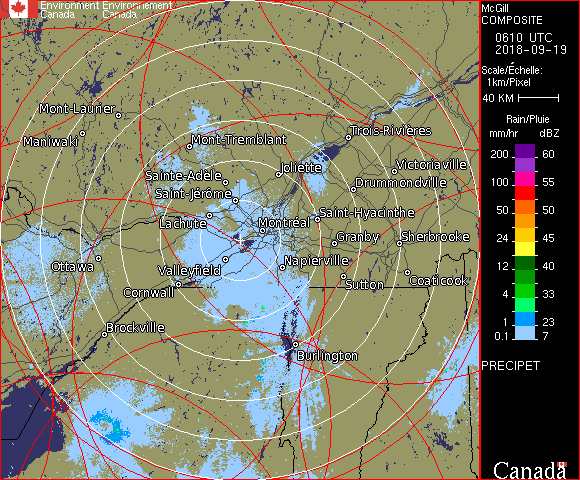 Environment Environnement
Canada Canada
McGill
COMPOSITE
0610 UTC
2018-09-19
Scale/Échelle:
1km/Pixel
40 KM
Rain/Pluie
mm/hr dBZ
200 60
100 55
50 50
24 45
12 40
4 33
1 23
0.1 7
PRECIPET
Canada
Mont-Laurier
Maniwaki
Mont-Tremblant
Trois-Rivières
Sainte-Adèle
Joliette
Victoriaville
Saint-Jérôme
Drummondville
Lachute
Montréal
Saint-Hyacinthe
Granby
Sherbrooke
Ottawa
Valleyfield
Napierville
Cornwall
Sutton
Coaticook
Brockville
Burlington